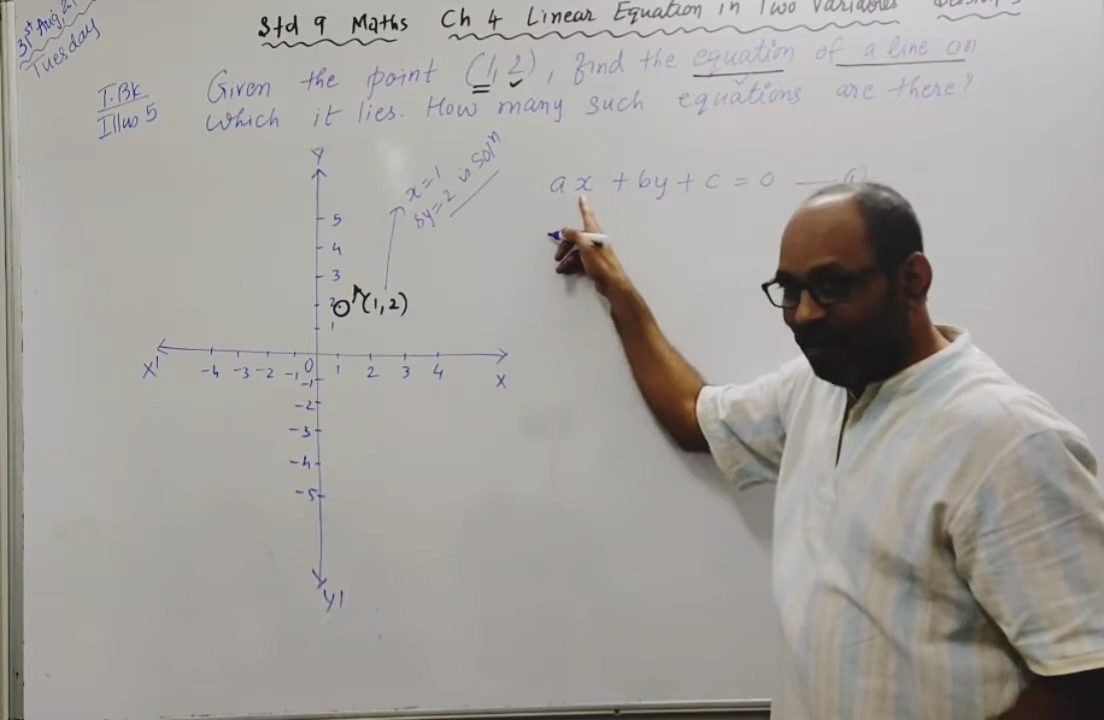 31st Aug, 21
Tuesday
Std 9 Maths Ch 4 Linear Equation in Two Variables
T.BK
Illus 5
Given the point (1,2), find the equation of a line on
which it lies. How many such equations are there?
x=1
&y=2 is Solⁿ
ax + by + c = 0 —
Y
5
4
3
2
1
(1,2)
X' -4 -3 -2 -1 0 1 2 3 4 X
-1
-2
-3
-4
-5
Y1